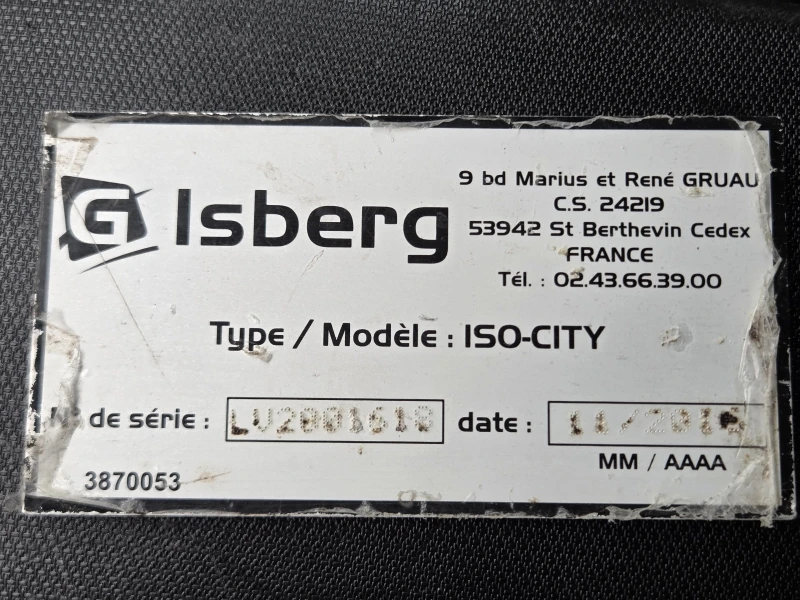 G Isberg
9 bd Marius et René GRUAU
C.S. 24219
53942 St Berthevin Cedex
FRANCE
Tél. : 02.43.66.39.00
Type / Modèle : ISO-CITY
N° de série : LV2001618 date :
MM / AAAA
3870053